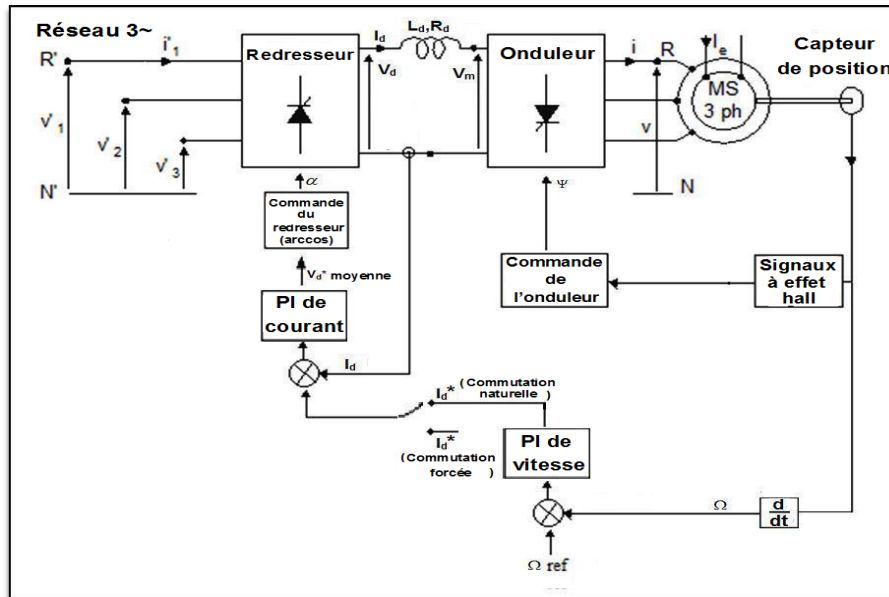 Réseau 3~
R'
i'1
v'1
v'2
v'3
N'
Redresseur
Id
Ld,Rd
Vd
Vm
Onduleur
i
R
v
N
Ie
MS
3 ph
Capteur
de position
α
Commande
du
redresseur
(arccos)
Vd* moyenne
PI de
courant
Id
Ψ
Commande
de
l'onduleur
Signaux
à effet
hall
Id* (Commutation
naturelle )
Id*
(Commutation
forcée)
PI de
vitesse
Ω
d
dt
Ω ref